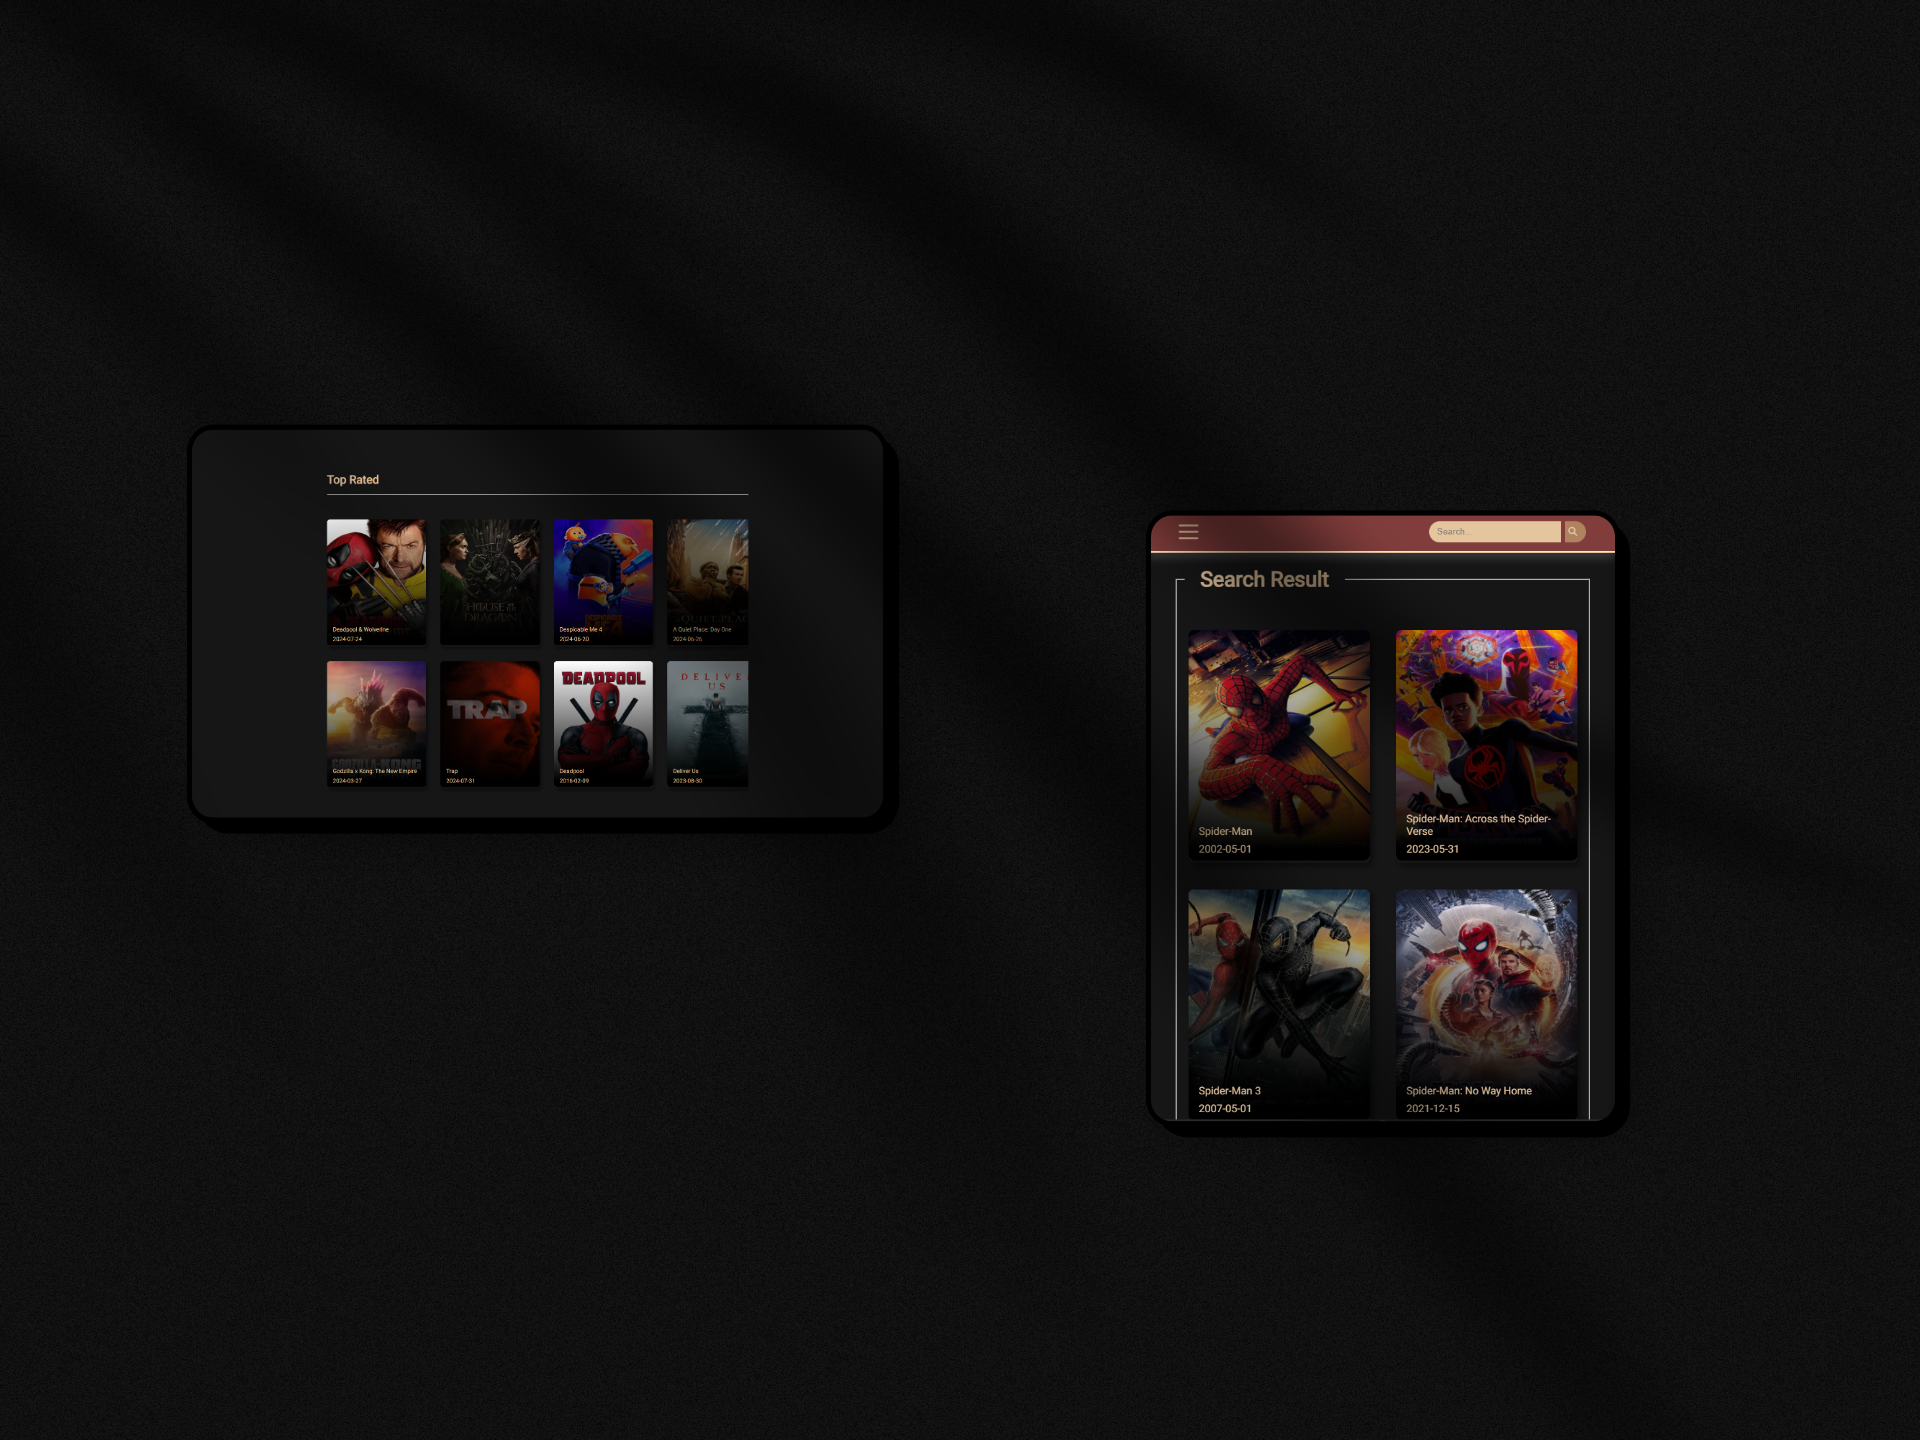 Top Rated
Deadpool & Wolverine
2024-07-24
HOUSE OF THE
DRAGON
Despicable Me 4
2024-06-20
A Quiet Place: Day One
2024-06-26
GODZILLA x KONG
Godzilla x Kong: The New Empire
2024-03-27
TRAP
Trap
2024-07-31
DEADPOOL
Deadpool
2016-02-09
DELIVER
US
Deliver Us
2023-08-30
Search...
Search Result
Spider-Man
2002-05-01
Spider-Man: Across the Spider-
Verse
2023-05-31
Spider-Man 3
2007-05-01
Spider-Man: No Way Home
2021-12-15